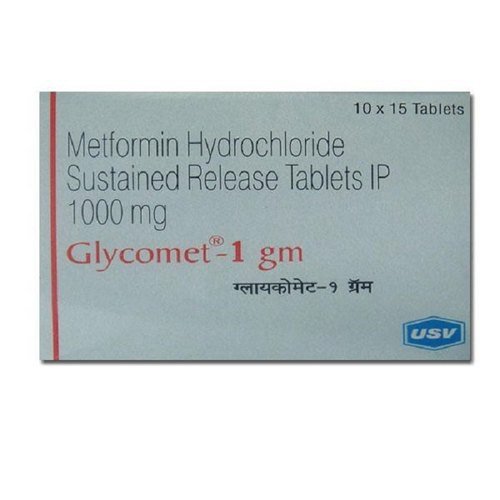 10 x 15 Tablets
Metformin Hydrochloride
Sustained Release Tablets IP
1000 mg
Glycomet®-1 gm
ग्लायकोमेट-१ ग्रॅम
USV